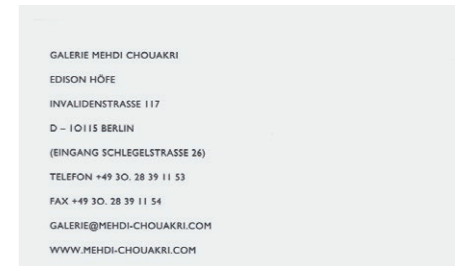 GALERIE MEHDI CHOUAKRI
EDISON HÖFE
INVALIDENSTRASSE 117
D – 10115 BERLIN
(EINGANG SCHLEGELSTRASSE 26)
TELEFON +49 30. 28 39 11 53
FAX +49 30. 28 39 11 54
GALERIE@MEHDI-CHOUAKRI.COM
WWW.MEHDI-CHOUAKRI.COM